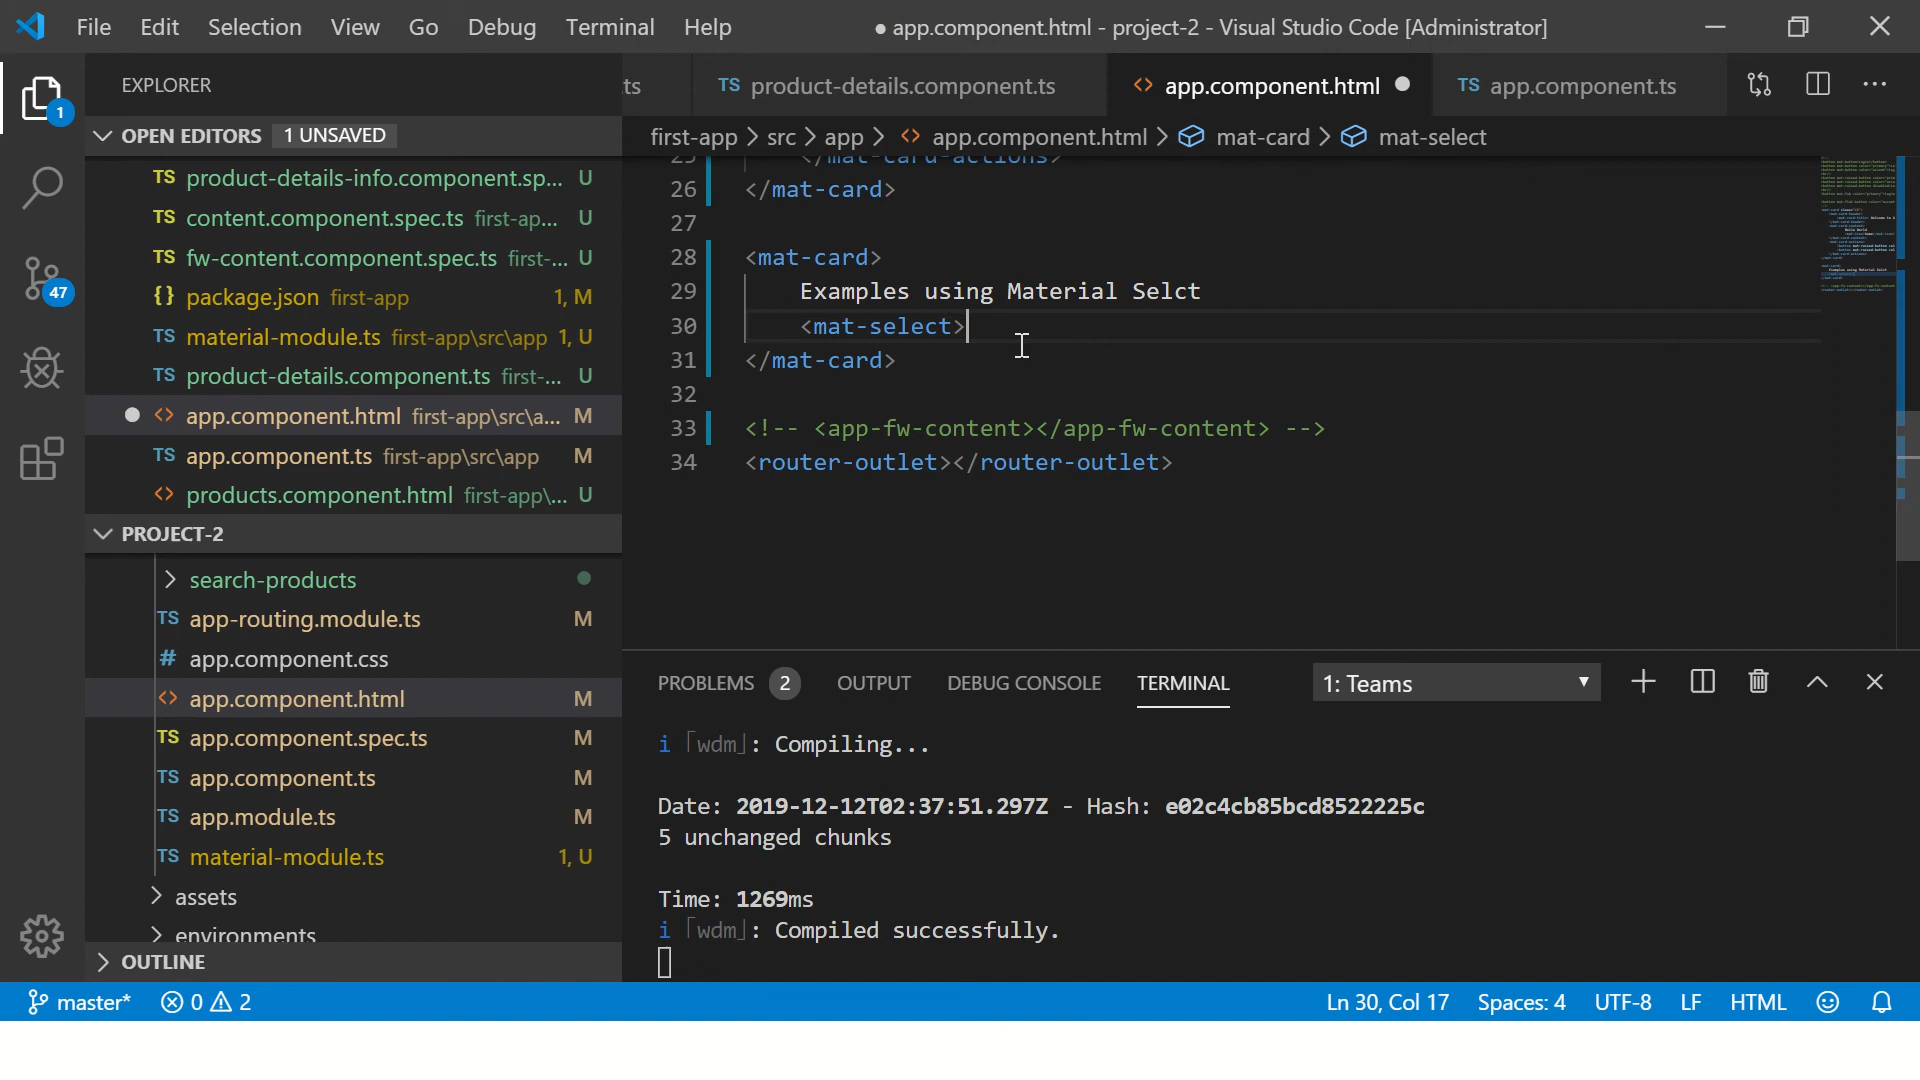 File Edit Selection View Go Debug Terminal Help
● app.component.html - project-2 - Visual Studio Code [Administrator]
EXPLORER
ts
TS product-details.component.ts
<> app.component.html
TS app.component.ts
1
OPEN EDITORS 1 UNSAVED
first-app > src > app > <> app.component.html > mat-card > mat-select
TS product-details-info.component.sp... U
TS content.component.spec.ts first-ap... U
TS fw-content.component.spec.ts first-... U
{} package.json first-app 1, M
TS material-module.ts first-app\src\app 1, U
TS product-details.component.ts first-... U
<> app.component.html first-app\src\a... M
TS app.component.ts first-app\src\app M
<> products.component.html first-app\... U
47
PROJECT-2
search-products
TS app-routing.module.ts M
# app.component.css
<> app.component.html M
TS app.component.spec.ts M
TS app.component.ts M
TS app.module.ts M
TS material-module.ts 1, U
assets
environments
OUTLINE
25 </mat-card-actions>
26 </mat-card>
27
28 <mat-card>
29 Examples using Material Selct
30 <mat-select>
31 </mat-card>
32
33 <!-- <app-fw-content></app-fw-content> -->
34 <router-outlet></router-outlet>
PROBLEMS 2 OUTPUT DEBUG CONSOLE TERMINAL
1: Teams
i ｢wdm｣: Compiling...
Date: 2019-12-12T02:37:51.297Z - Hash: e02c4cb85bcd8522225c
5 unchanged chunks
Time: 1269ms
i ｢wdm｣: Compiled successfully.
master* 0 2
Ln 30, Col 17 Spaces: 4 UTF-8 LF HTML